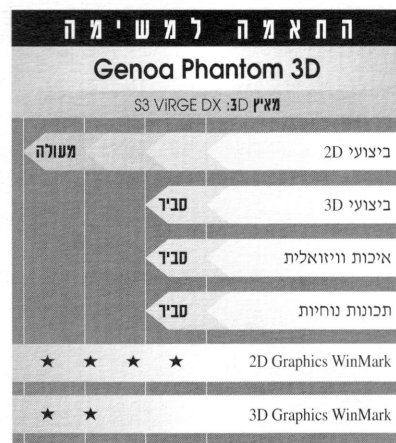 התאמה למשימה
Genoa Phantom 3D
מאיץ 3D: S3 ViRGE DX
ביצועי 2D מעולה
ביצועי 3D סביר
איכות וויזואלית סביר
תכונות נוחיות סביר
2D Graphics WinMark ★ ★ ★ ★
3D Graphics WinMark ★ ★